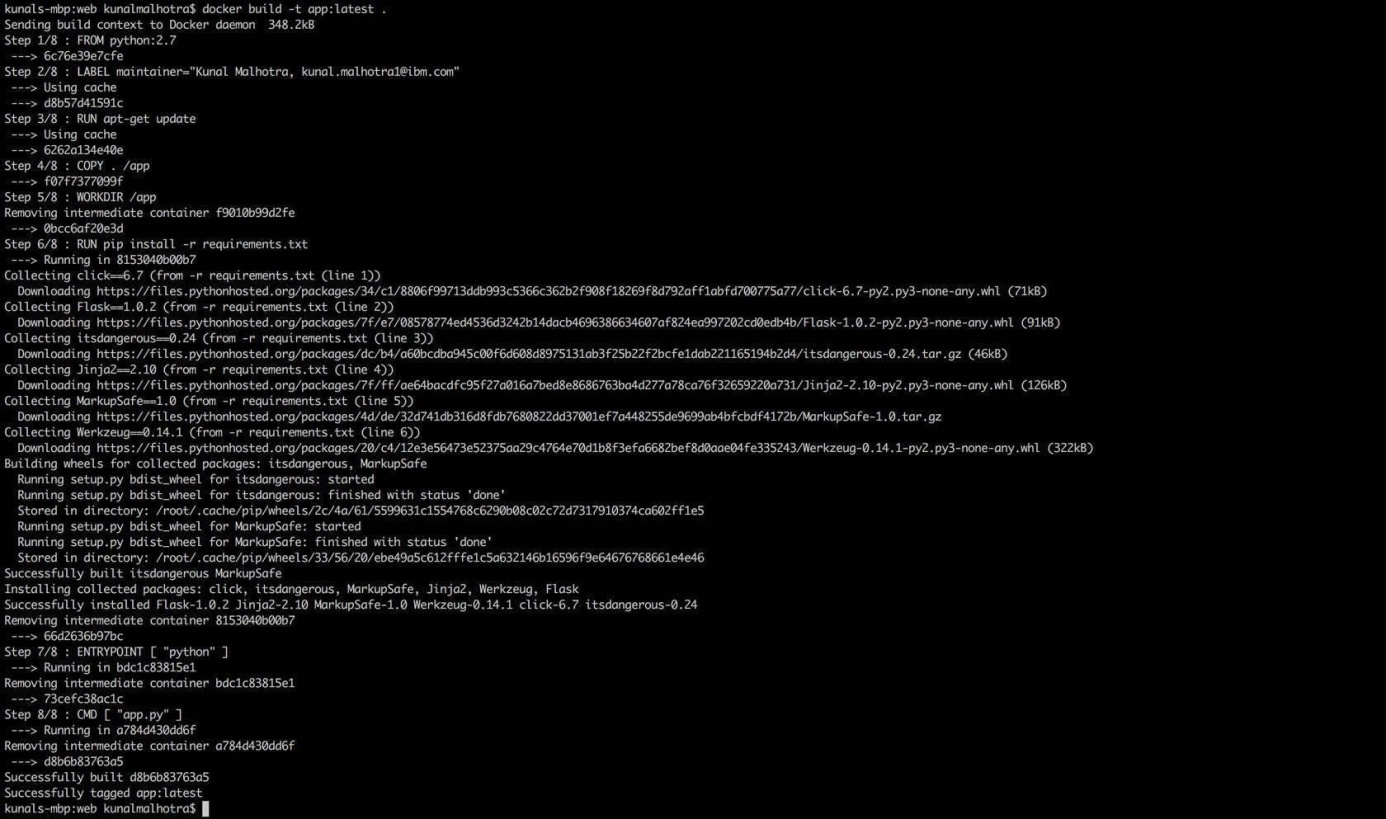 kunals-mbp:web kunalmalhotra$ docker build -t app:latest .
Sending build context to Docker daemon  348.2kB
Step 1/8 : FROM python:2.7
 ---> 6c76e39e7cfe
Step 2/8 : LABEL maintainer="Kunal Malhotra, kunal.malhotra1@ibm.com"
 ---> Using cache
 ---> d8b57d41591c
Step 3/8 : RUN apt-get update
 ---> Using cache
 ---> 6262a134e40e
Step 4/8 : COPY . /app
 ---> f07f7377099f
Step 5/8 : WORKDIR /app
Removing intermediate container f9010b99d2fe
 ---> 0bcc6af20e3d
Step 6/8 : RUN pip install -r requirements.txt
 ---> Running in 8153040b00b7
Collecting click==6.7 (from -r requirements.txt (line 1))
  Downloading https://files.pythonhosted.org/packages/34/c1/8806f99713ddb993c5366c362b2f908f18269f8d792aff1abfd700775a77/click-6.7-py2.py3-none-any.whl (71kB)
Collecting Flask==1.0.2 (from -r requirements.txt (line 2))
  Downloading https://files.pythonhosted.org/packages/7f/e7/08578774ed4536d3242b14dacb4696386634607af824ea997202cd0edb4b/Flask-1.0.2-py2.py3-none-any.whl (91kB)
Collecting itsdangerous==0.24 (from -r requirements.txt (line 3))
  Downloading https://files.pythonhosted.org/packages/dc/b4/a60bcdba945c00f6d608d8975131ab3f25b22f2bcfe1dab221165194b2d4/itsdangerous-0.24.tar.gz (46kB)
Collecting Jinja2==2.10 (from -r requirements.txt (line 4))
  Downloading https://files.pythonhosted.org/packages/7f/ff/ae64bacdfc95f27a016a7bed8e8686763ba4d277a78ca76f32659220a731/Jinja2-2.10-py2.py3-none-any.whl (126kB)
Collecting MarkupSafe==1.0 (from -r requirements.txt (line 5))
  Downloading https://files.pythonhosted.org/packages/4d/de/32d741db316d8fdb7680822dd37001ef7a448255de9699ab4bfcbdf4172b/MarkupSafe-1.0.tar.gz
Collecting Werkzeug==0.14.1 (from -r requirements.txt (line 6))
  Downloading https://files.pythonhosted.org/packages/20/c4/12e3e56473e52375aa29c4764e70d1b8f3efa6682bef8d0aae04fe335243/Werkzeug-0.14.1-py2.py3-none-any.whl (322kB)
Building wheels for collected packages: itsdangerous, MarkupSafe
  Running setup.py bdist_wheel for itsdangerous: started
  Running setup.py bdist_wheel for itsdangerous: finished with status 'done'
  Stored in directory: /root/.cache/pip/wheels/2c/4a/61/5599631c1554768c6290b08c02c72d7317910374ca602ff1e5
  Running setup.py bdist_wheel for MarkupSafe: started
  Running setup.py bdist_wheel for MarkupSafe: finished with status 'done'
  Stored in directory: /root/.cache/pip/wheels/33/56/20/ebe49a5c612fffe1c5a632146b16596f9e64676768661e4e46
Successfully built itsdangerous MarkupSafe
Installing collected packages: click, itsdangerous, MarkupSafe, Jinja2, Werkzeug, Flask
Successfully installed Flask-1.0.2 Jinja2-2.10 MarkupSafe-1.0 Werkzeug-0.14.1 click-6.7 itsdangerous-0.24
Removing intermediate container 8153040b00b7
 ---> 66d2636b97bc
Step 7/8 : ENTRYPOINT [ "python" ]
 ---> Running in bdc1c83815e1
Removing intermediate container bdc1c83815e1
 ---> 73cefc38ac1c
Step 8/8 : CMD [ "app.py" ]
 ---> Running in a784d430dd6f
Removing intermediate container a784d430dd6f
 ---> d8b6b83763a5
Successfully built d8b6b83763a5
Successfully tagged app:latest
kunals-mbp:web kunalmalhotra$